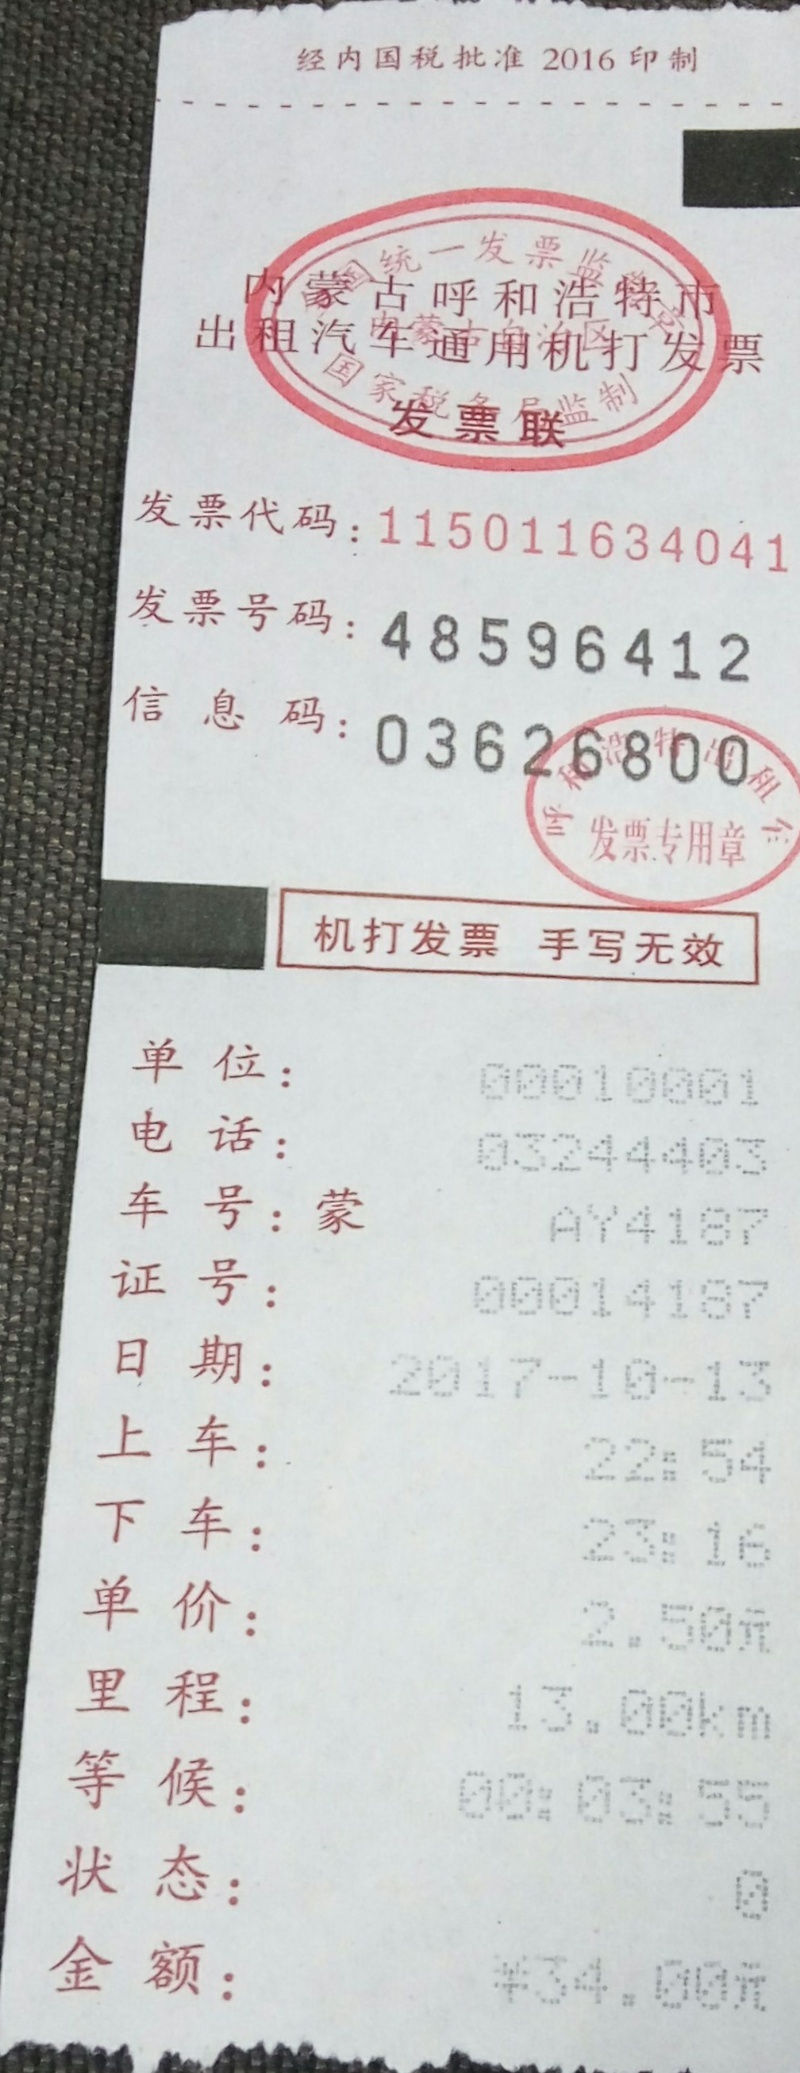 经内国税批准 2016 印制
全国统一发票监制章
内蒙古自治区
国家税务局监制
内蒙古呼和浩特市
出租汽车通用机打发票
发票联
发票代码：115011634041
发票号码：48596412
信息码：03626800
呼和浩特出租
发票专用章
机打发票 手写无效
单位：00010001
电话：03244403
车号：蒙 AY4187
证号：00014187
日期：2017-10-13
上车：22:54
下车：23:16
单价：2.50元
里程：13.00km
等候：00:03:55
状态：0
金额：¥34.00元